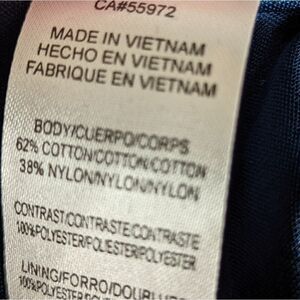 CA#55972
MADE IN VIETNAM
HECHO EN VIETNAM
FABRIQUE EN VIETNAM
BODY/CUERPO/CORPS
62% COTTON/COTTON/COTTON
38% NYLON/NYLON/NYLON
CONTRAST/CONTRASTE/CONTRASTE
100%POLYESTER/POLIESTER/POLYESTER
LINING/FORRO/DOUBLURE